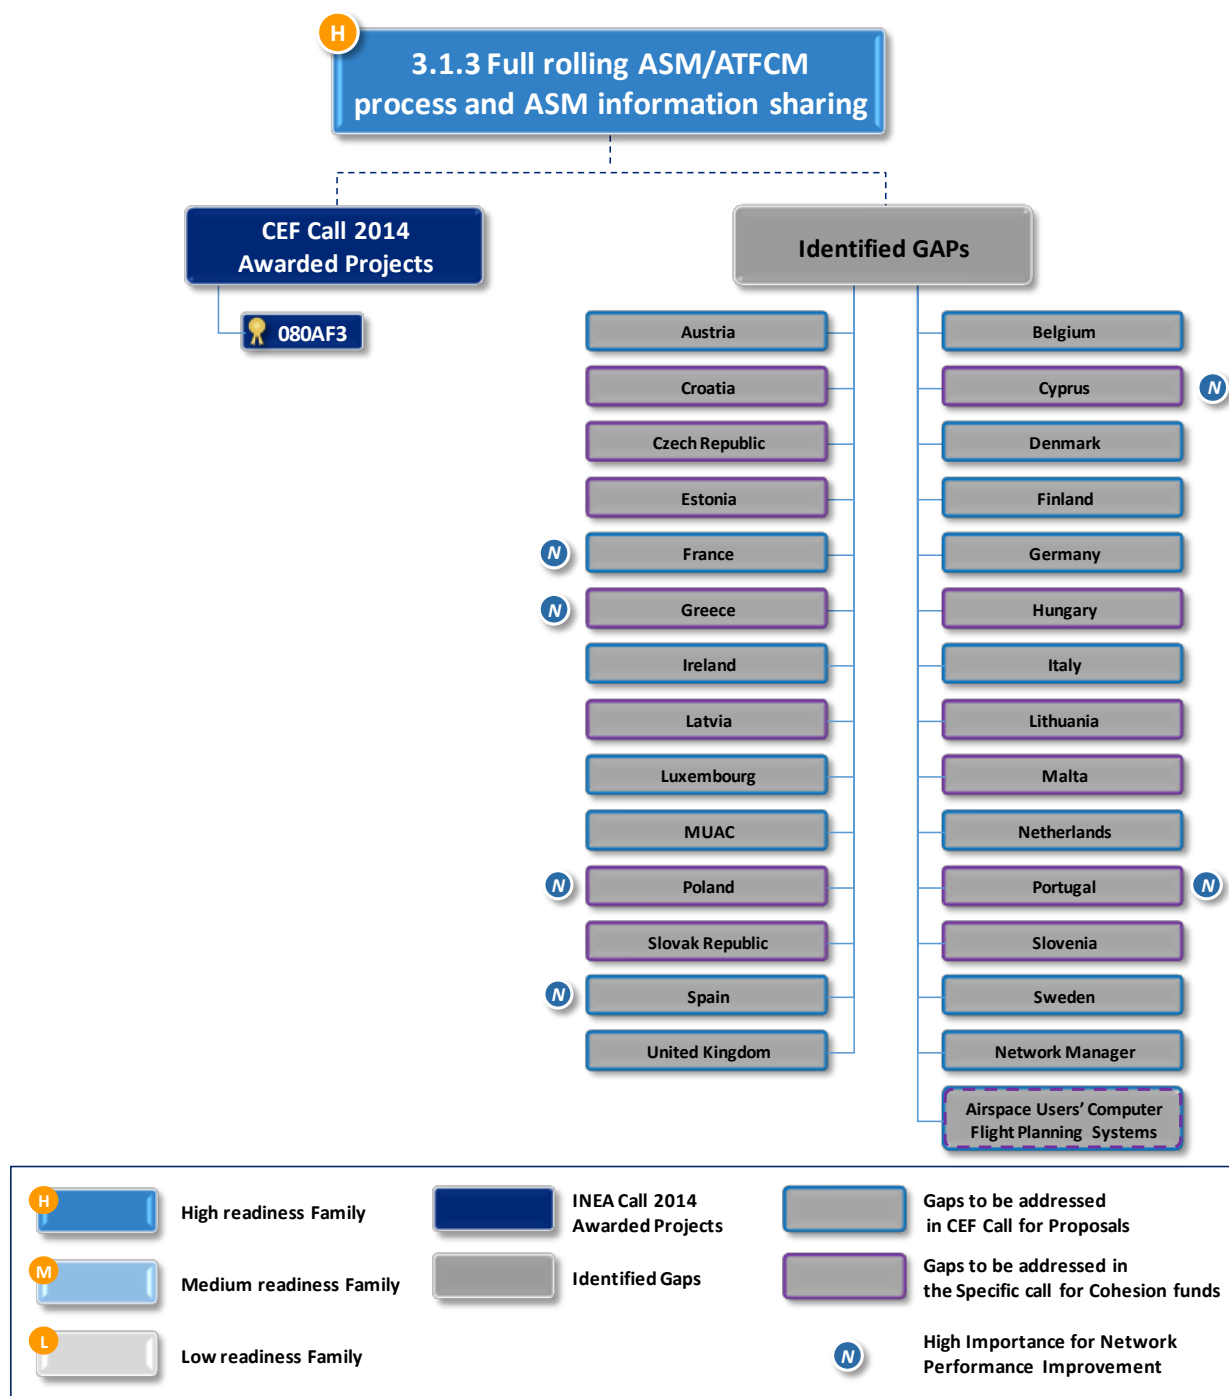 H
3.1.3 Full rolling ASM/ATFCM
process and ASM information sharing
CEF Call 2014
Awarded Projects
080AF3
Identified GAPs
Austria
Belgium
Croatia
Cyprus
N
Czech Republic
Denmark
Estonia
Finland
N
France
Germany
N
Greece
Hungary
Ireland
Italy
Latvia
Lithuania
Luxembourg
Malta
MUAC
Netherlands
N
Poland
Portugal
N
Slovak Republic
Slovenia
N
Spain
Sweden
United Kingdom
Network Manager
Airspace Users' Computer
Flight Planning Systems
H
High readiness Family
M
Medium readiness Family
L
Low readiness Family
INEA Call 2014
Awarded Projects
Identified Gaps
Gaps to be addressed
in CEF Call for Proposals
Gaps to be addressed in
the Specific call for Cohesion funds
N
High Importance for Network
Performance Improvement